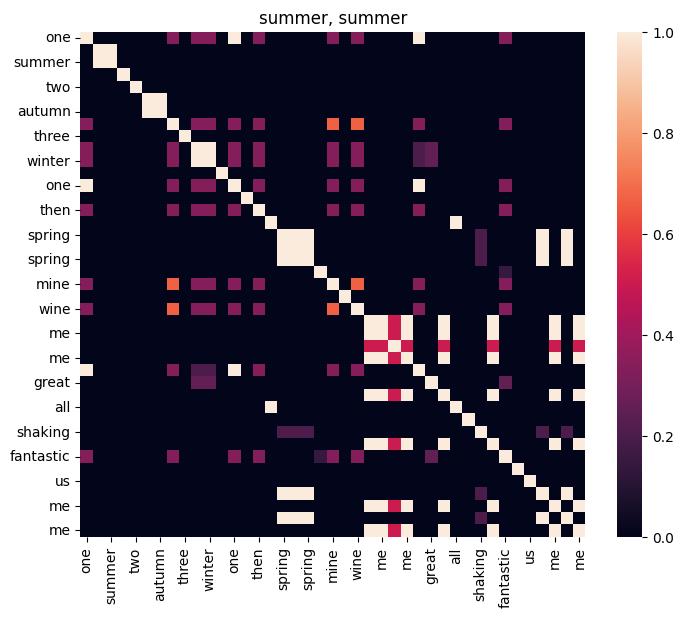 summer, summer
one
summer
two
autumn
three
winter
one
then
spring
spring
mine
wine
me
me
great
all
shaking
fantastic
us
me
me
one
summer
two
autumn
three
winter
one
then
spring
spring
mine
wine
me
me
great
all
shaking
fantastic
us
me
me
1.0
0.8
0.6
0.4
0.2
0.0